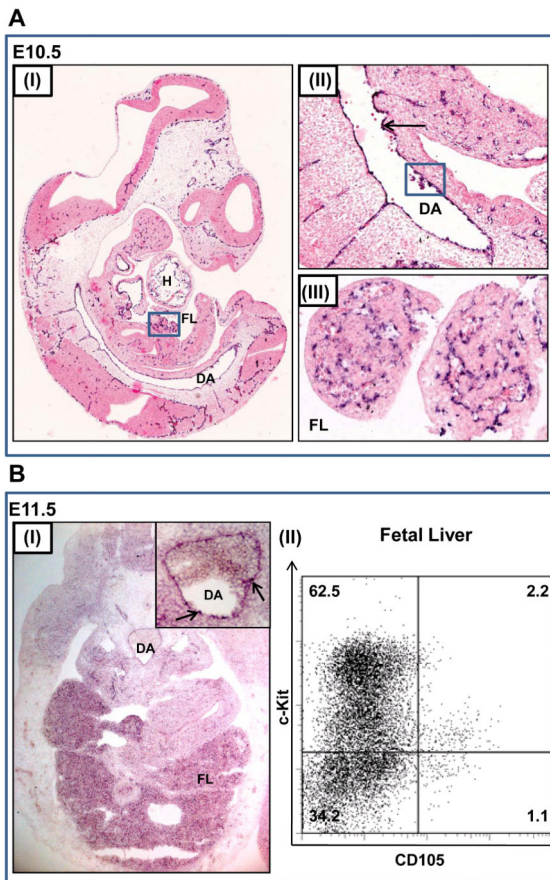 A
E10.5
(I)
H
FL
DA
(II)
DA
(III)
FL
B
E11.5
(I)
DA
DA
FL
(II)
Fetal Liver
62.5
2.2
c-Kit
34.2
1.1
CD105